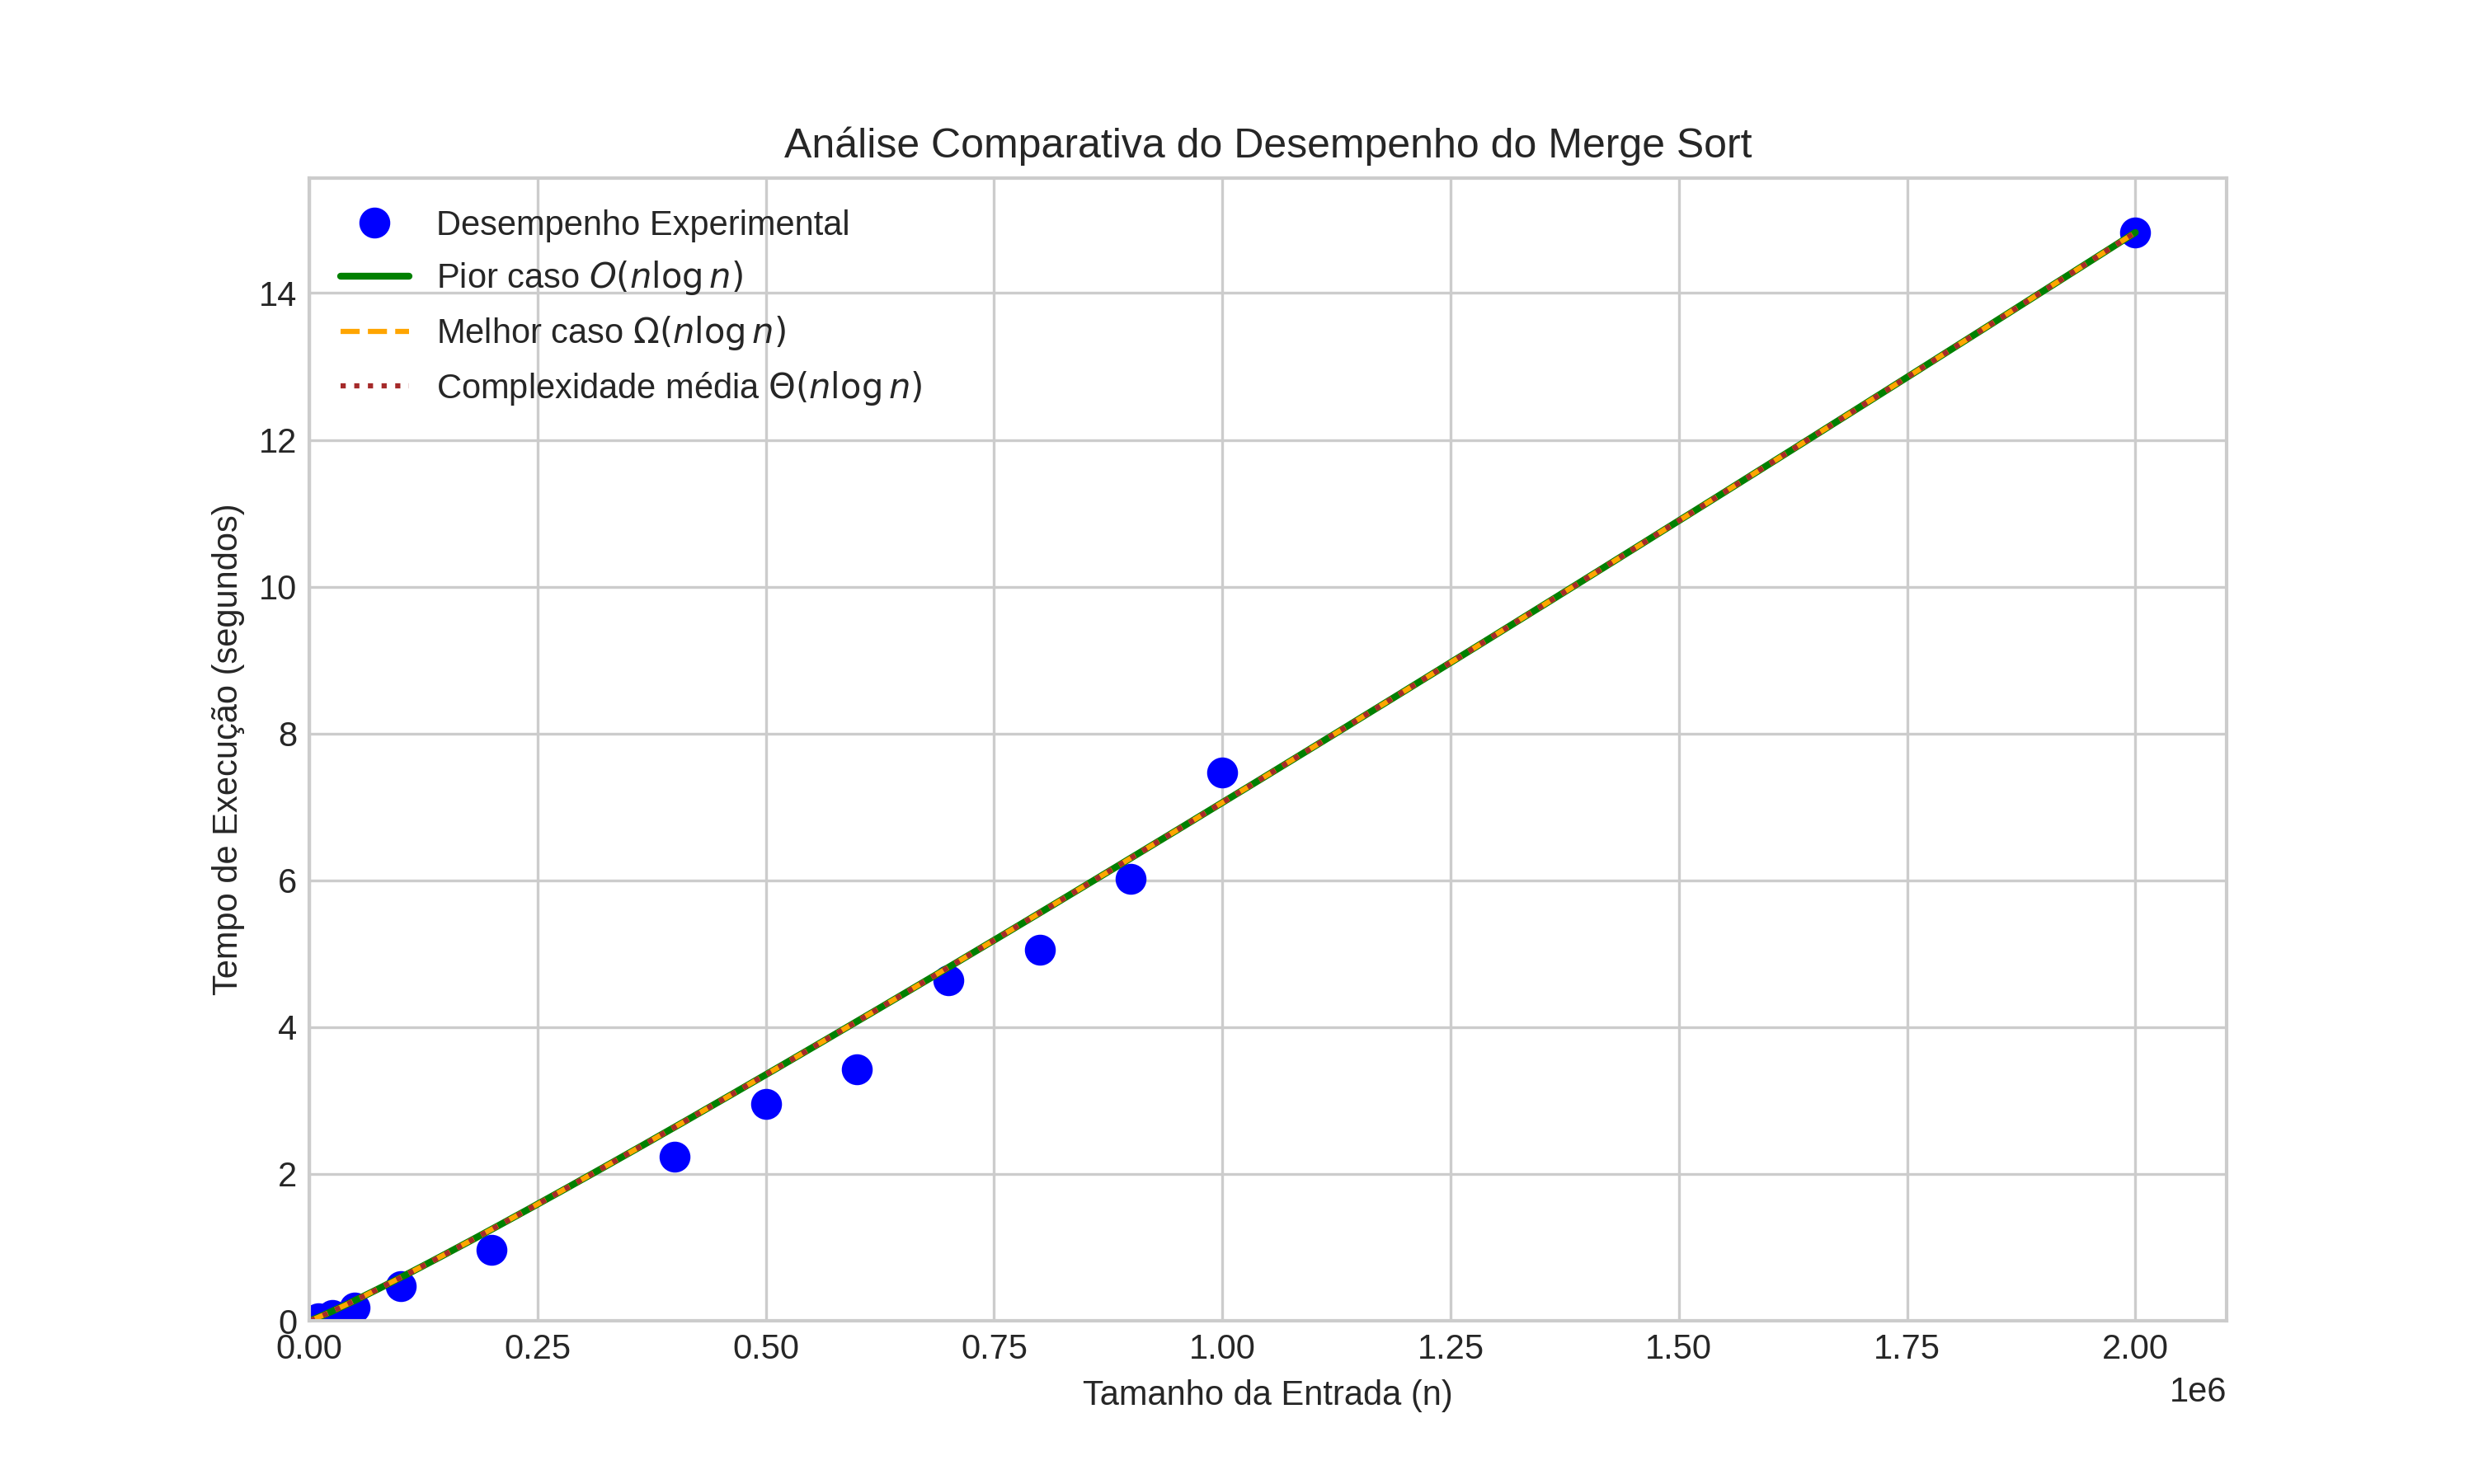 Análise Comparativa do Desempenho do Merge Sort
Desempenho Experimental
Pior caso O(n log n)
Melhor caso Ω(n log n)
Complexidade média Θ(n log n)
Tempo de Execução (segundos)
14
12
10
8
6
4
2
0
0.00 0.25 0.50 0.75 1.00 1.25 1.50 1.75 2.00
1e6
Tamanho da Entrada (n)